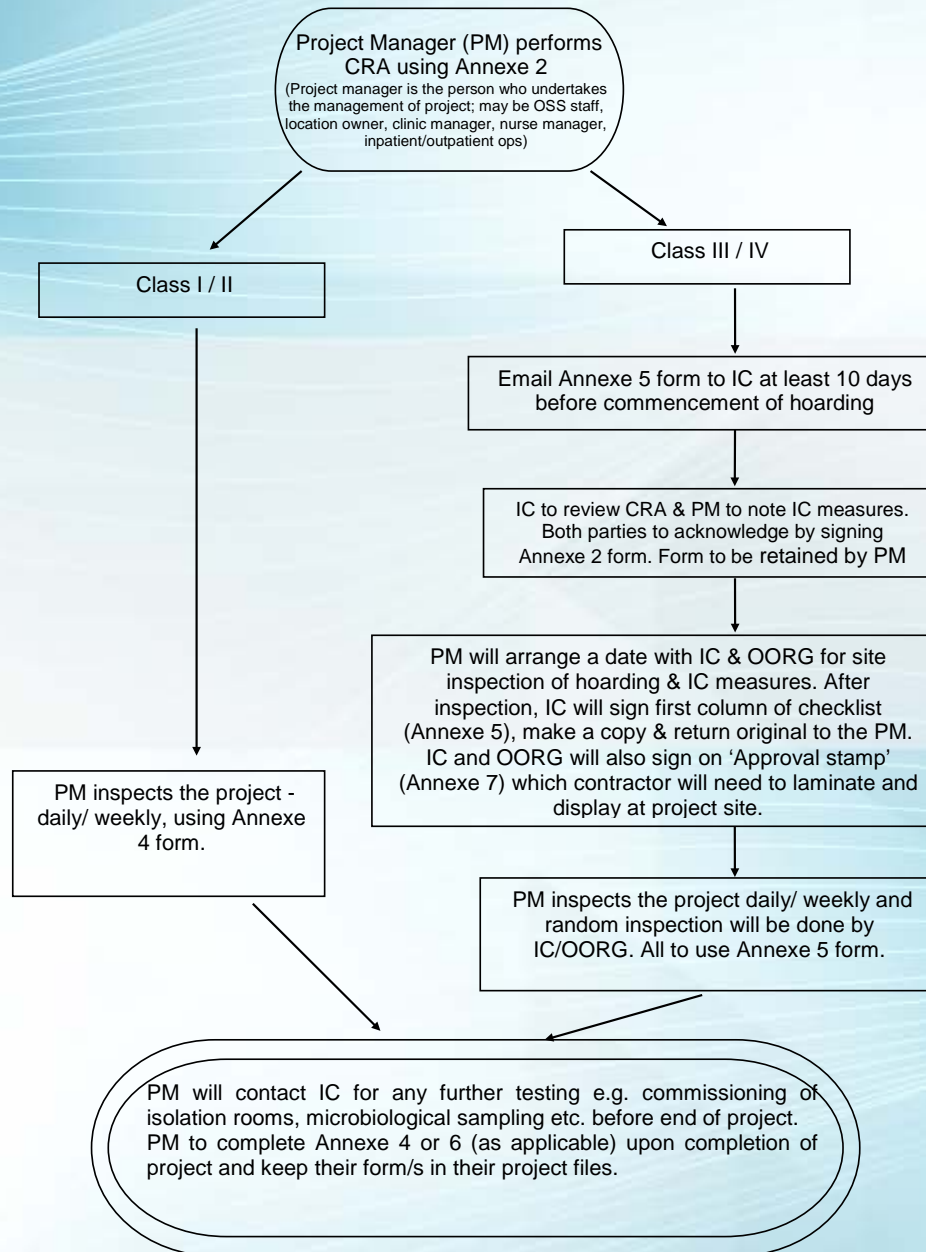 Project Manager (PM) performs
CRA using Annexe 2
(Project manager is the person who undertakes
the management of project; may be OSS staff,
location owner, clinic manager, nurse manager,
inpatient/outpatient ops)
Class I / II
Class III / IV
Email Annexe 5 form to IC at least 10 days
before commencement of hoarding
IC to review CRA & PM to note IC measures.
Both parties to acknowledge by signing
Annexe 2 form. Form to be retained by PM
PM will arrange a date with IC & OORG for site
inspection of hoarding & IC measures. After
inspection, IC will sign first column of checklist
(Annexe 5), make a copy & return original to the PM.
IC and OORG will also sign on ‘Approval stamp’
(Annexe 7) which contractor will need to laminate and
display at project site.
PM inspects the project -
daily/ weekly, using Annexe
4 form.
PM inspects the project daily/ weekly and
random inspection will be done by
IC/OORG. All to use Annexe 5 form.
PM will contact IC for any further testing e.g. commissioning of
isolation rooms, microbiological sampling etc. before end of project.
PM to complete Annexe 4 or 6 (as applicable) upon completion of
project and keep their form/s in their project files.